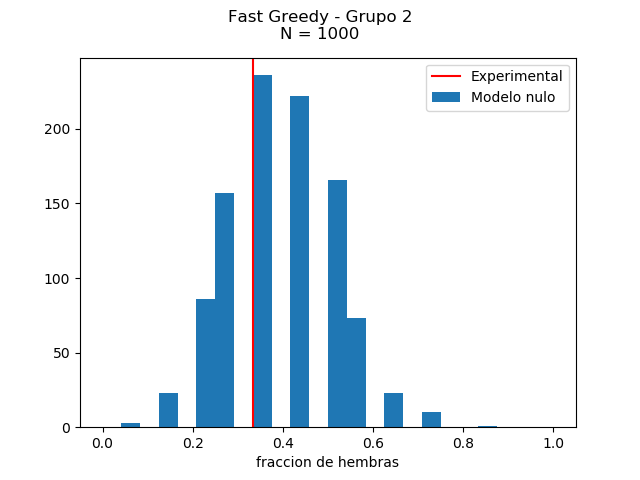 Fast Greedy - Grupo 2
N = 1000
Experimental
Modelo nulo
200
150
100
50
0
0.0 0.2 0.4 0.6 0.8 1.0
fraccion de hembras